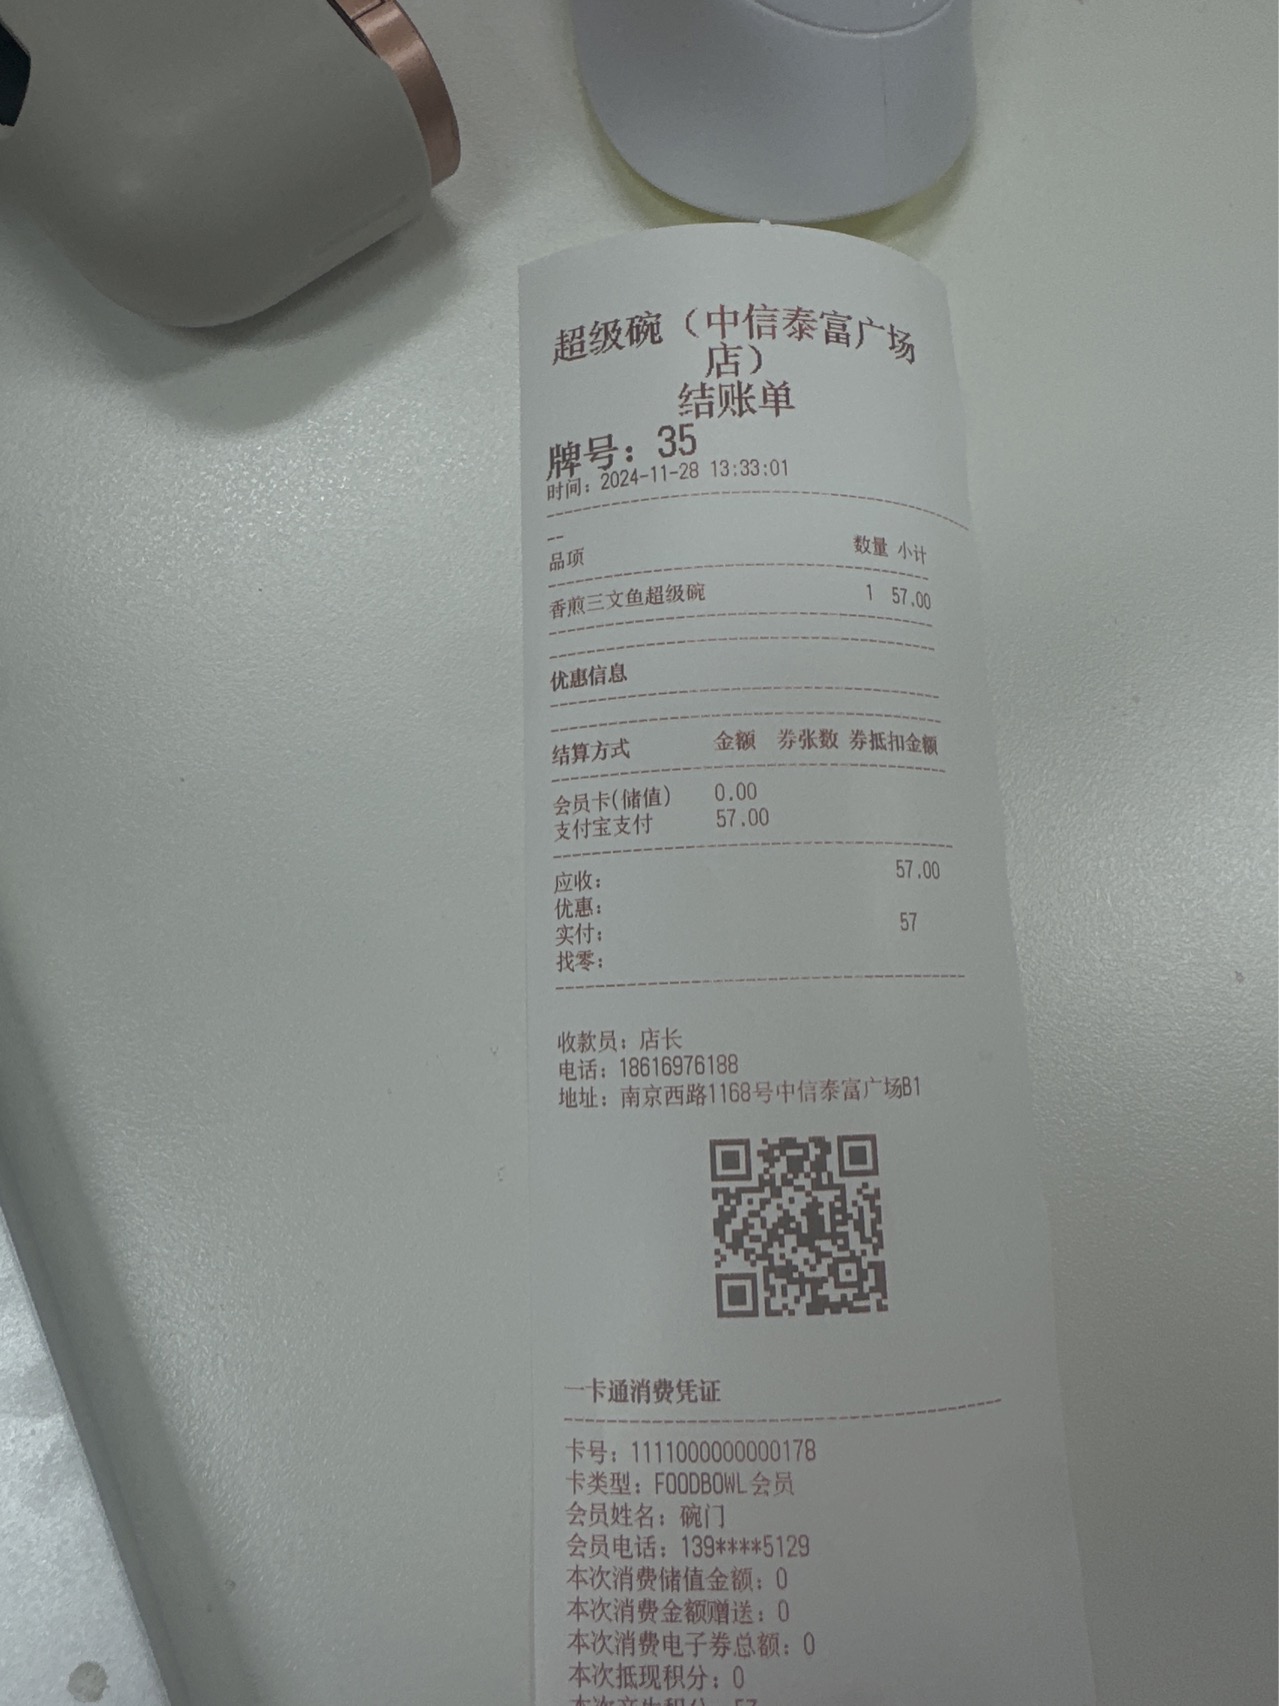 超级碗（中信泰富广场
店）
结账单
牌号：35
时间：2024-11-28 13:33:01
--
品项 数量 小计
香煎三文鱼超级碗 1 57.00
优惠信息
结算方式 金额 券张数 券抵扣金额
会员卡(储值) 0.00
支付宝支付 57.00
应收： 57.00
优惠：
实付： 57
找零：
收款员：店长
电话：18616976188
地址：南京西路1168号中信泰富广场B1
一卡通消费凭证
卡号：1111000000000178
卡类型：FOODBOWL会员
会员姓名：碗门
会员电话：139****5129
本次消费储值金额：0
本次消费金额赠送：0
本次消费电子券总额：0
本次抵现积分：0
本次产生积分：57